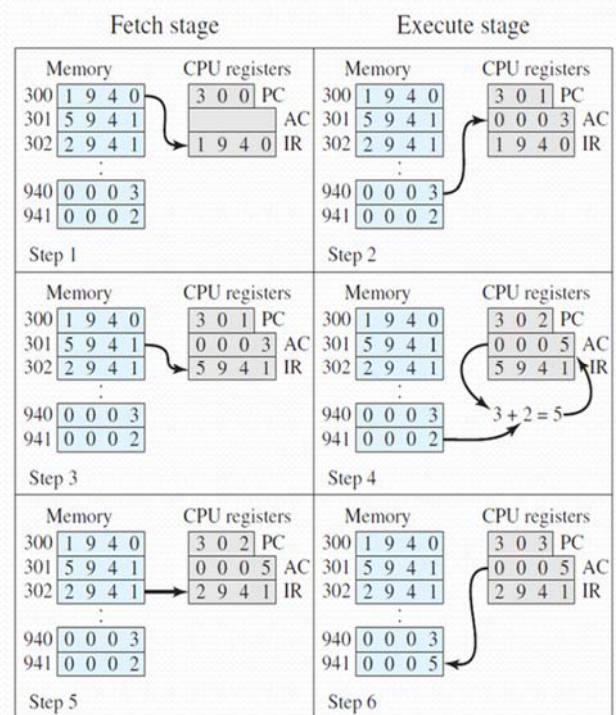 Fetch stage Execute stage
Memory CPU registers
300 1 9 4 0 3 0 0 PC
301 5 9 4 1 AC
302 2 9 4 1 1 9 4 0 IR
:
940 0 0 0 3
941 0 0 0 2
Step 1
Memory CPU registers
300 1 9 4 0 3 0 1 PC
301 5 9 4 1 0 0 0 3 AC
302 2 9 4 1 1 9 4 0 IR
:
940 0 0 0 3
941 0 0 0 2
Step 2
Memory CPU registers
300 1 9 4 0 3 0 1 PC
301 5 9 4 1 0 0 0 3 AC
302 2 9 4 1 5 9 4 1 IR
:
940 0 0 0 3
941 0 0 0 2
Step 3
Memory CPU registers
300 1 9 4 0 3 0 2 PC
301 5 9 4 1 0 0 0 5 AC
302 2 9 4 1 5 9 4 1 IR
:
940 0 0 0 3 3 + 2 = 5
941 0 0 0 2
Step 4
Memory CPU registers
300 1 9 4 0 3 0 2 PC
301 5 9 4 1 0 0 0 5 AC
302 2 9 4 1 2 9 4 1 IR
:
940 0 0 0 3
941 0 0 0 2
Step 5
Memory CPU registers
300 1 9 4 0 3 0 3 PC
301 5 9 4 1 0 0 0 5 AC
302 2 9 4 1 2 9 4 1 IR
:
940 0 0 0 3
941 0 0 0 5
Step 6